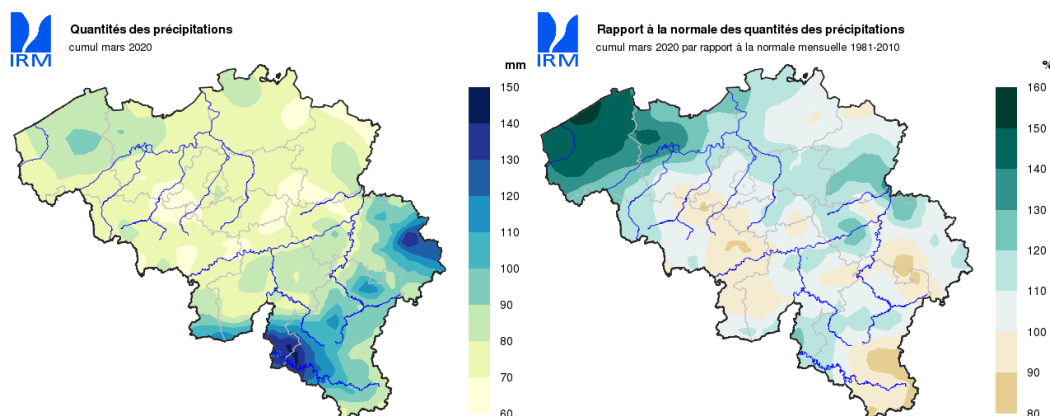 IRM
Quantités des précipitations
cumul mars 2020
mm
150
140
130
120
110
100
90
80
70
60
IRM
Rapport à la normale des quantités des précipitations
cumul mars 2020 par rapport à la normale mensuelle 1981-2010
%
160
150
140
130
120
110
100
90
80